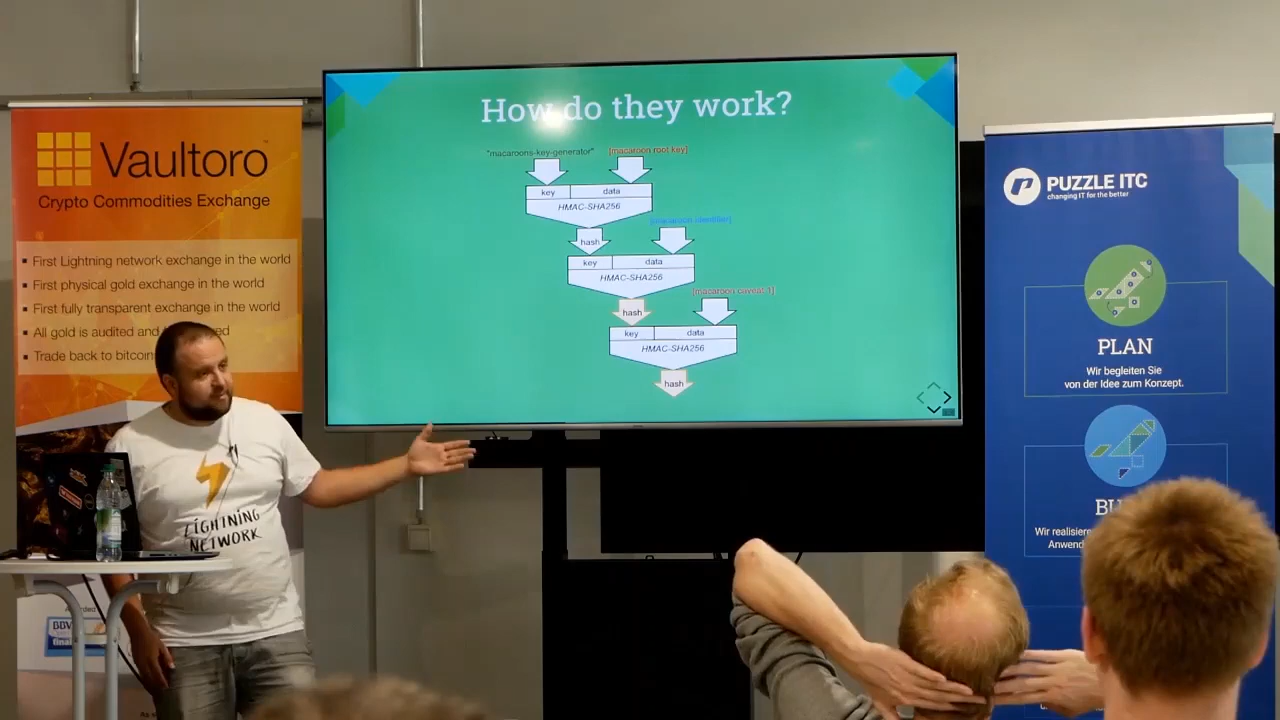 Vaultoro
Crypto Commodities Exchange
First Lightning network exchange in the world
First physical gold exchange in the world
First fully transparent exchange in the world
All gold is audited and
Trade back to bitcoin
LiGHTNiNG
NETWORK
BBV
final
How do they work?
"macaroons-key-generator"
[macaroon root key]
key data
HMAC-SHA256
[macaroon identifier]
hash
key data
HMAC-SHA256
[macaroon caveat 1]
hash
key data
HMAC-SHA256
hash
PUZZLE ITC
changing IT for the better
PLAN
Wir begleiten Sie
von der Idee zum Konzept.
BU
Wir realisiere
Anwend